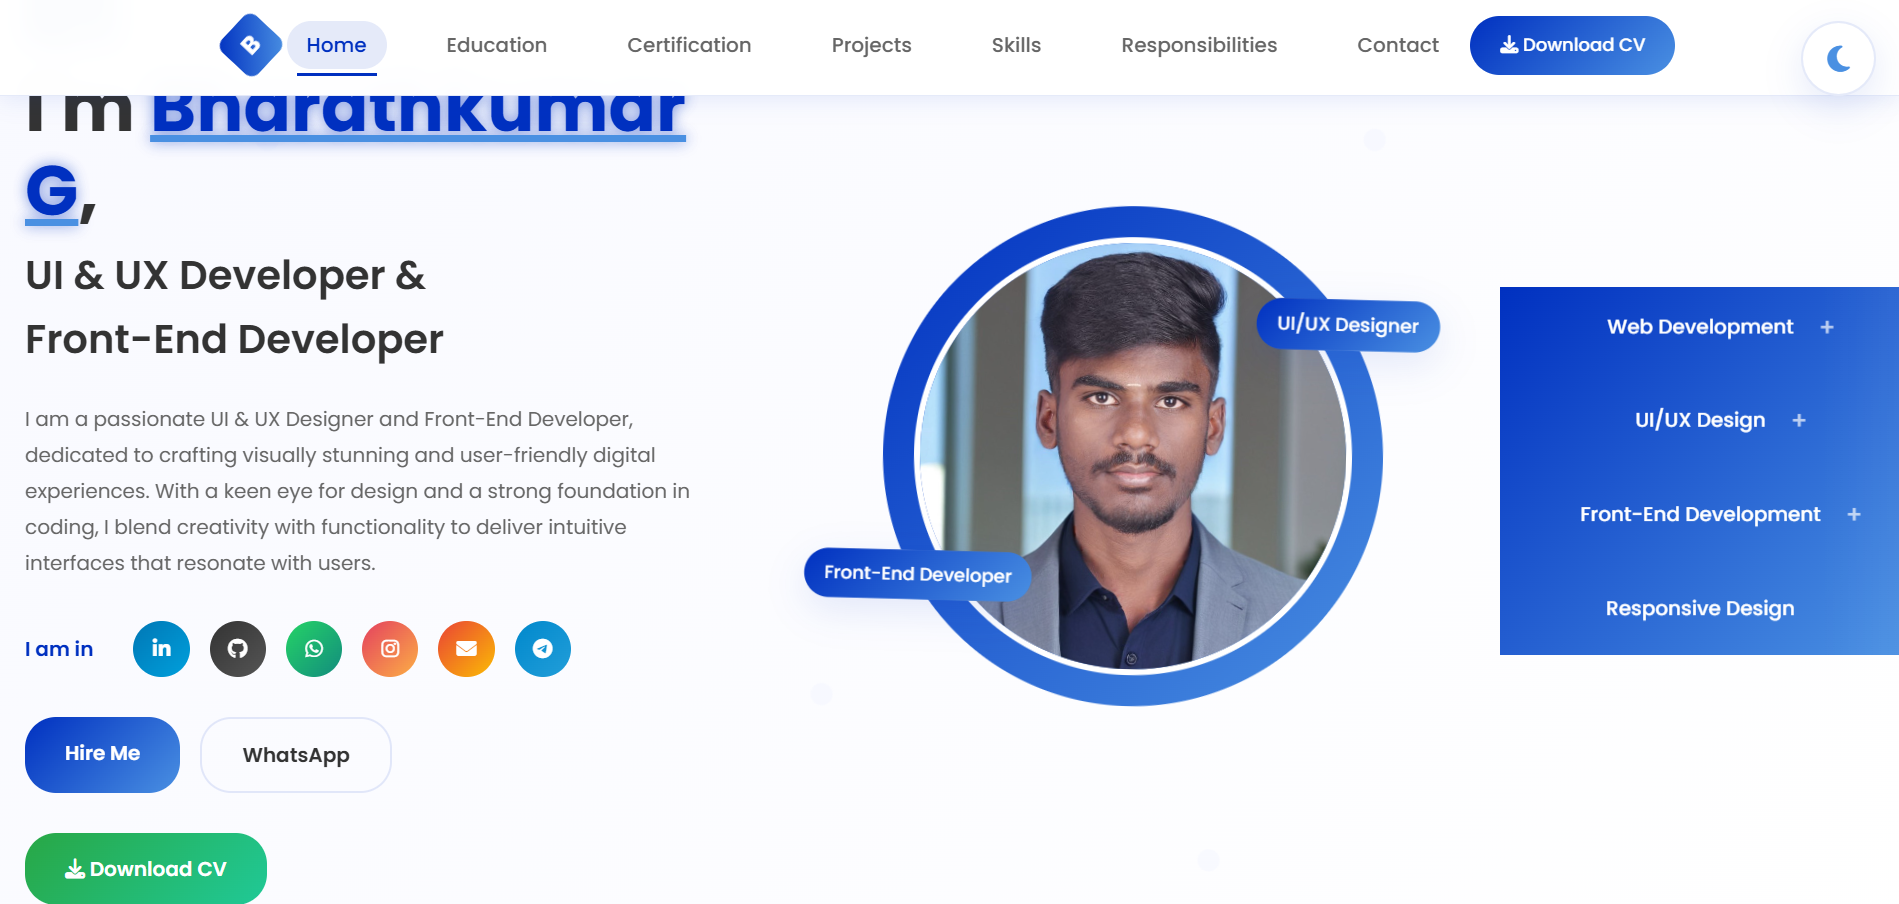 B
Home
Education
Certification
Projects
Skills
Responsibilities
Contact
Download CV
I'm Bharathkumar
G,
UI & UX Developer &
Front-End Developer
I am a passionate UI & UX Designer and Front-End Developer,
dedicated to crafting visually stunning and user-friendly digital
experiences. With a keen eye for design and a strong foundation in
coding, I blend creativity with functionality to deliver intuitive
interfaces that resonate with users.
I am in
in
Hire Me
WhatsApp
Download CV
UI/UX Designer
Front-End Developer
Web Development +
UI/UX Design +
Front-End Development +
Responsive Design